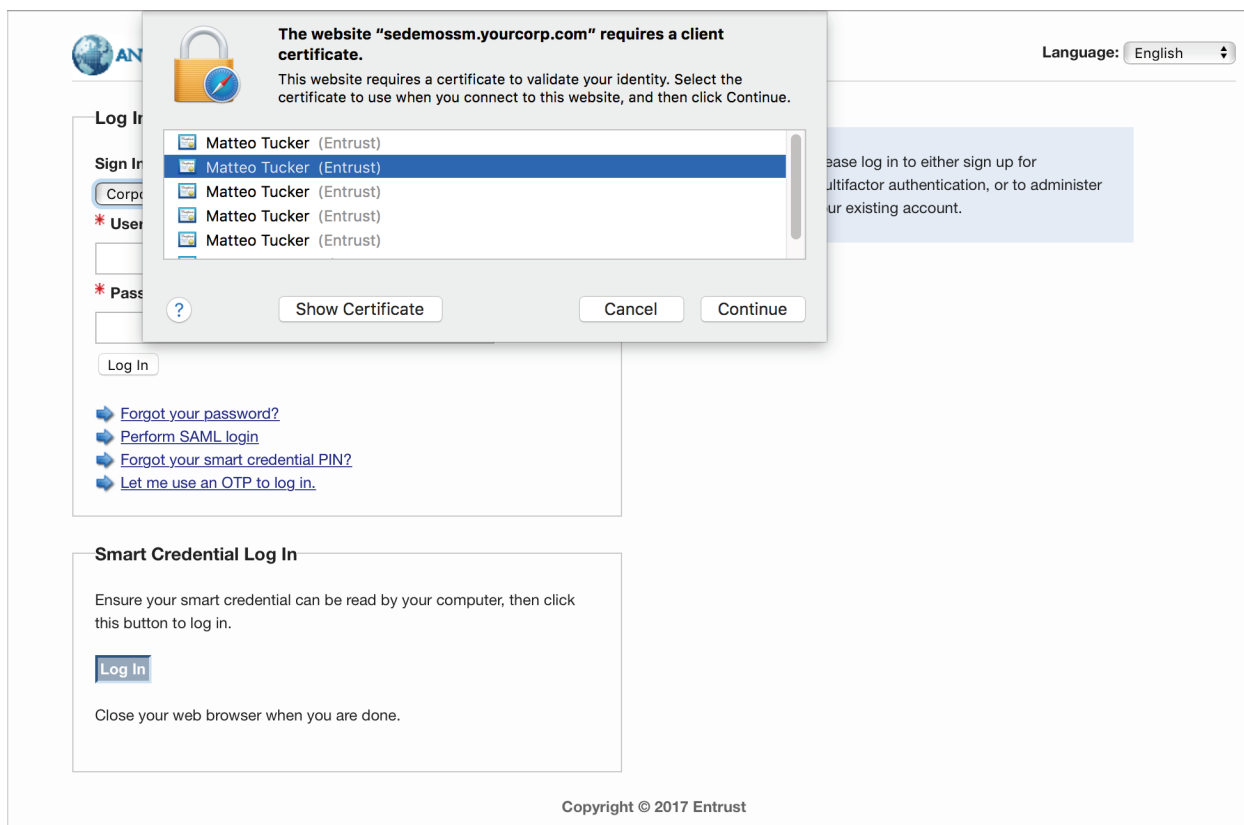 The website “sedemossm.yourcorp.com” requires a client
certificate.
This website requires a certificate to validate your identity. Select the
certificate to use when you connect to this website, and then click Continue.
Language: English
Matteo Tucker (Entrust)
Matteo Tucker (Entrust)
Matteo Tucker (Entrust)
Matteo Tucker (Entrust)
Matteo Tucker (Entrust)
? Show Certificate Cancel Continue
AN
Log In
Sign In
Corpo
* User
* Pass
Log In
ease log in to either sign up for
ultifactor authentication, or to administer
ur existing account.
Forgot your password?
Perform SAML login
Forgot your smart credential PIN?
Let me use an OTP to log in.
Smart Credential Log In
Ensure your smart credential can be read by your computer, then click
this button to log in.
Log In
Close your web browser when you are done.
Copyright © 2017 Entrust